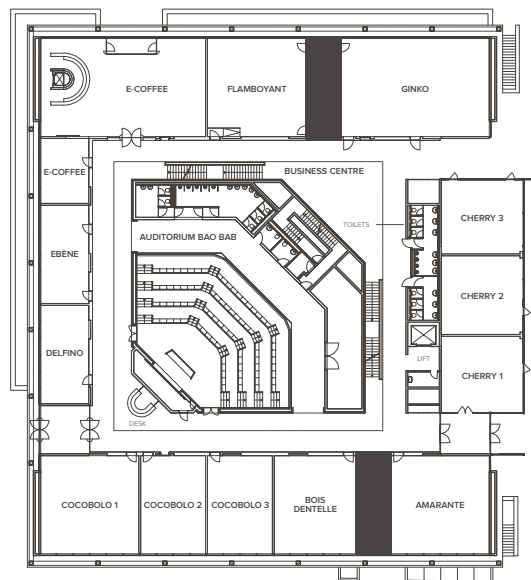 E-COFFEE
FLAMBOYANT
GINKO
E-COFFEE
BUSINESS CENTRE
CHERRY 3
TOILETS
AUDITORIUM BAO BAB
EBÈNE
CHERRY 2
DELFINO
LIFT
CHERRY 1
DESK
COCOBOLO 1
COCOBOLO 2
COCOBOLO 3
BOIS
DENTELLE
AMARANTE